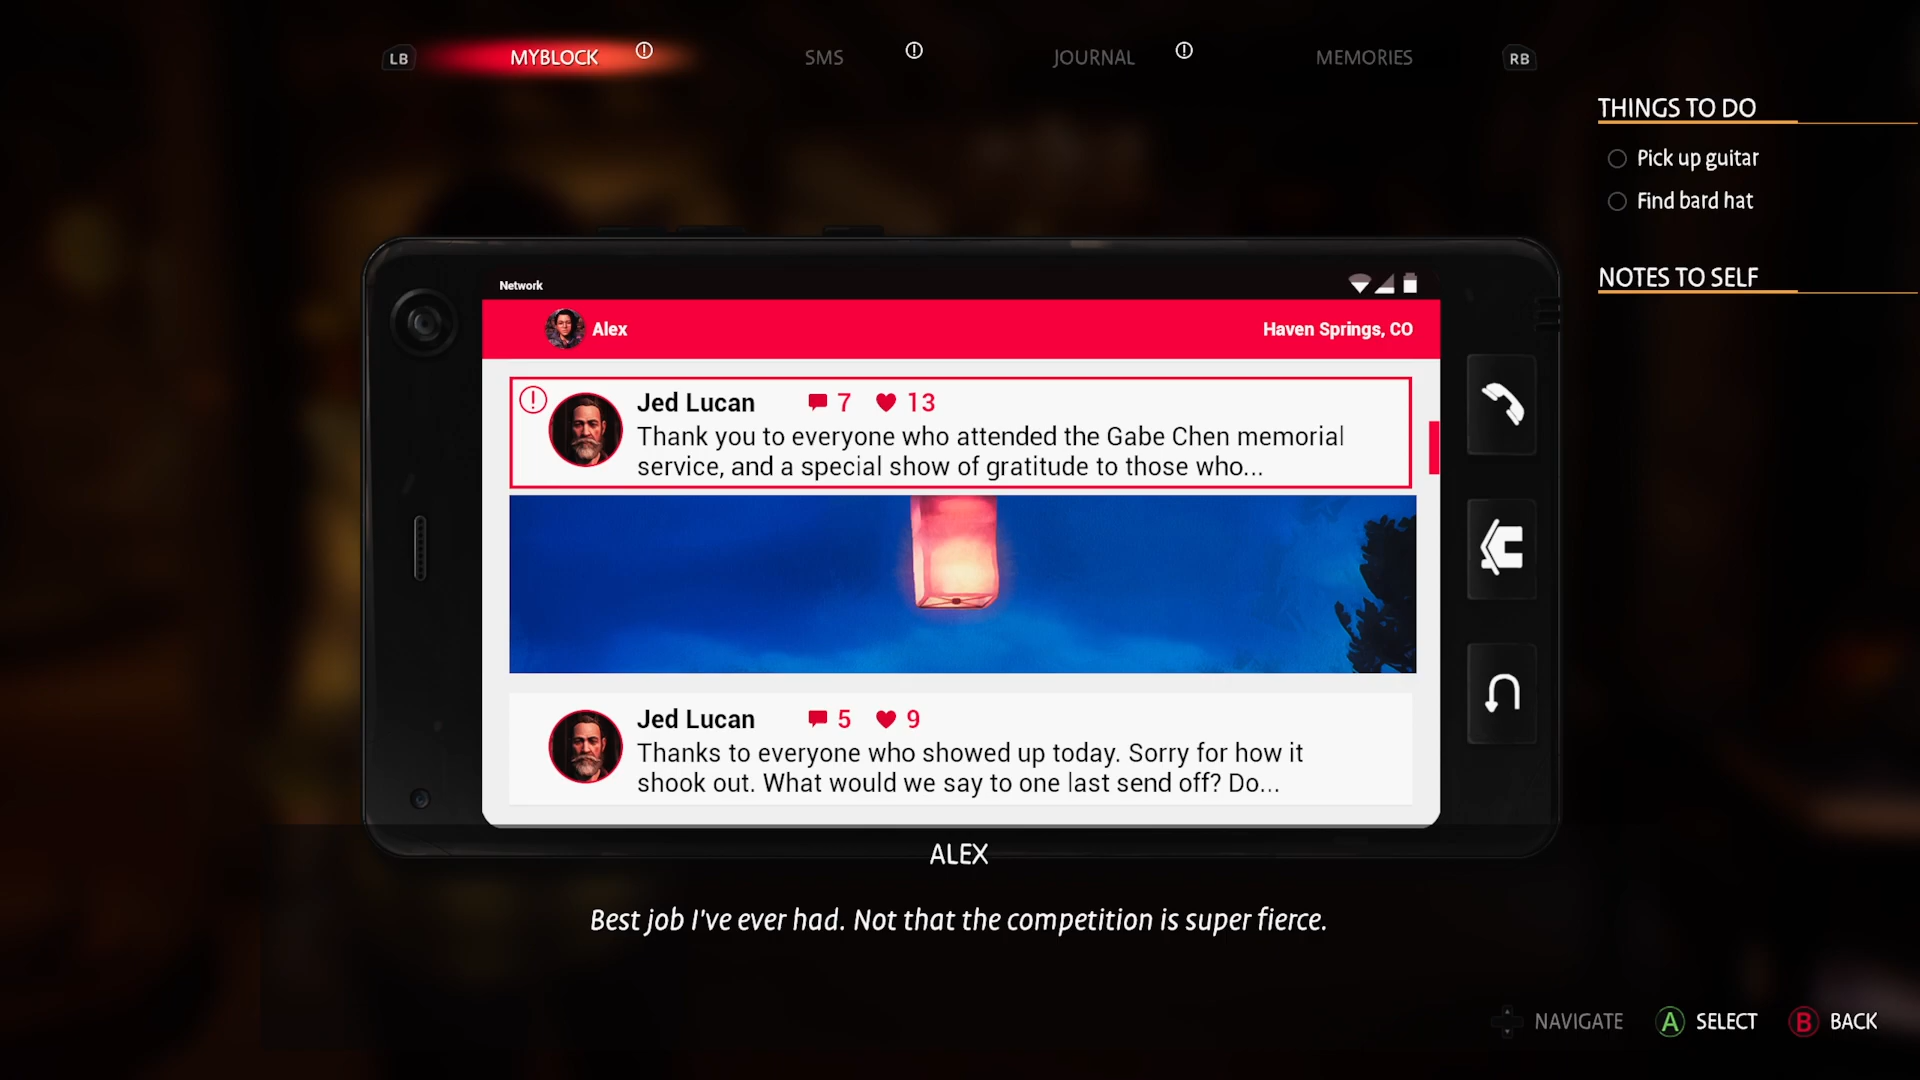 LB
MYBLOCK
SMS
JOURNAL
MEMORIES
RB
THINGS TO DO
Pick up guitar
Find bard hat
NOTES TO SELF
Network
Alex
Haven Springs, CO
Jed Lucan 7 13
Thank you to everyone who attended the Gabe Chen memorial
service, and a special show of gratitude to those who...
Jed Lucan 5 9
Thanks to everyone who showed up today. Sorry for how it
shook out. What would we say to one last send off? Do...
ALEX
Best job I've ever had. Not that the competition is super fierce.
NAVIGATE
A SELECT
B BACK